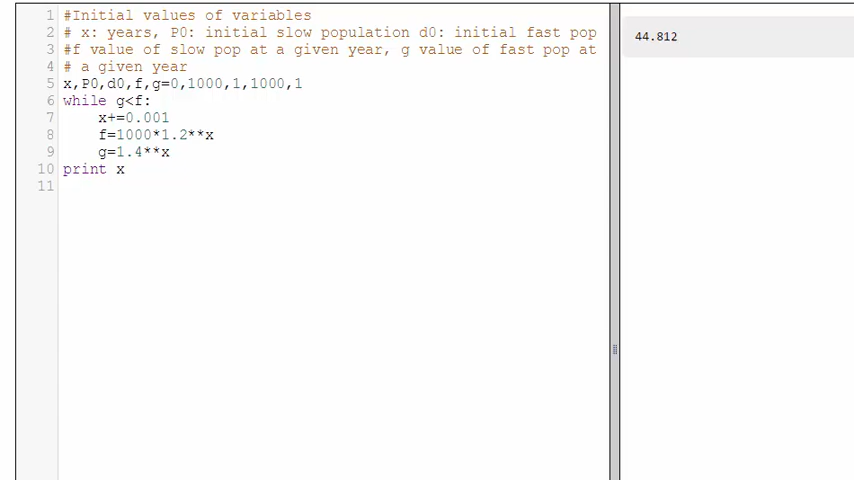 1 #Initial values of variables
2 # x: years, P0: initial slow population d0: initial fast pop
3 #f value of slow pop at a given year, g value of fast pop at
4 # a given year
5 x,P0,d0,f,g=0,1000,1,1000,1
6 while g<f:
7     x+=0.001
8     f=1000*1.2**x
9     g=1.4**x
10 print x
11
44.812